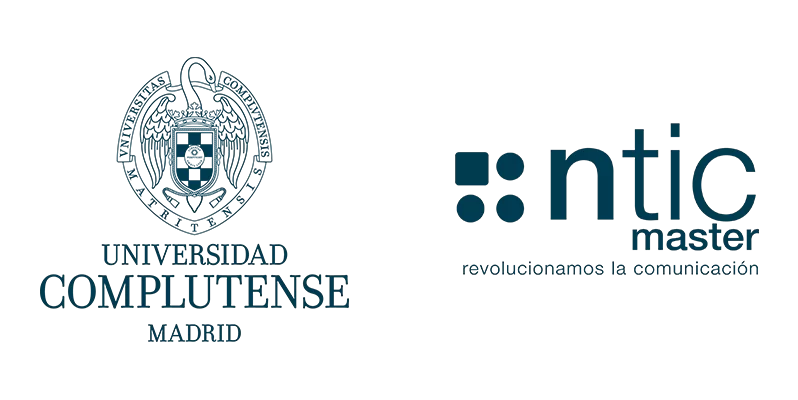 VNIVERSITAS
COMPLVTENSIS
MATRITENSIS
UNIVERSIDAD
COMPLUTENSE
MADRID
ntic
master
revolucionamos la comunicación